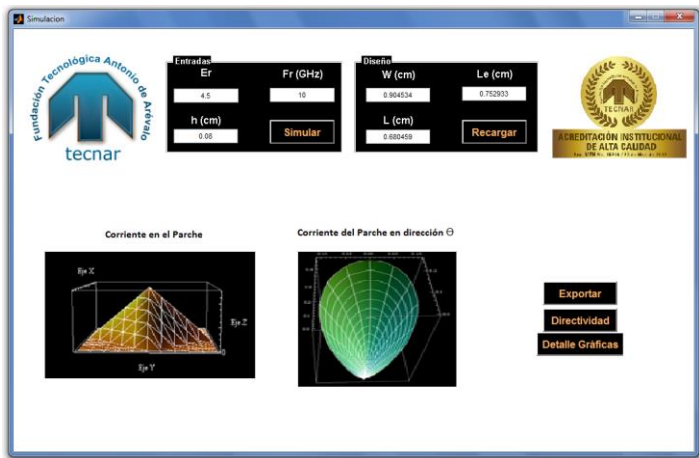 Simulacion
Fundación Tecnológica Antonio de Arévalo
tecnar
Entradas
Er
Fr (GHz)
4.5
10
h (cm)
0.08
Simular
Diseño
W (cm)
Le (cm)
0.904534
0.752933
L (cm)
0.680459
Recargar
TECNAR
ACREDITACIÓN INSTITUCIONAL
DE ALTA CALIDAD
Corriente en el Parche
Corriente del Parche en dirección Θ
Eje X
Eje Z
0
Eje Y
Exportar
Directividad
Detalle Gráficas